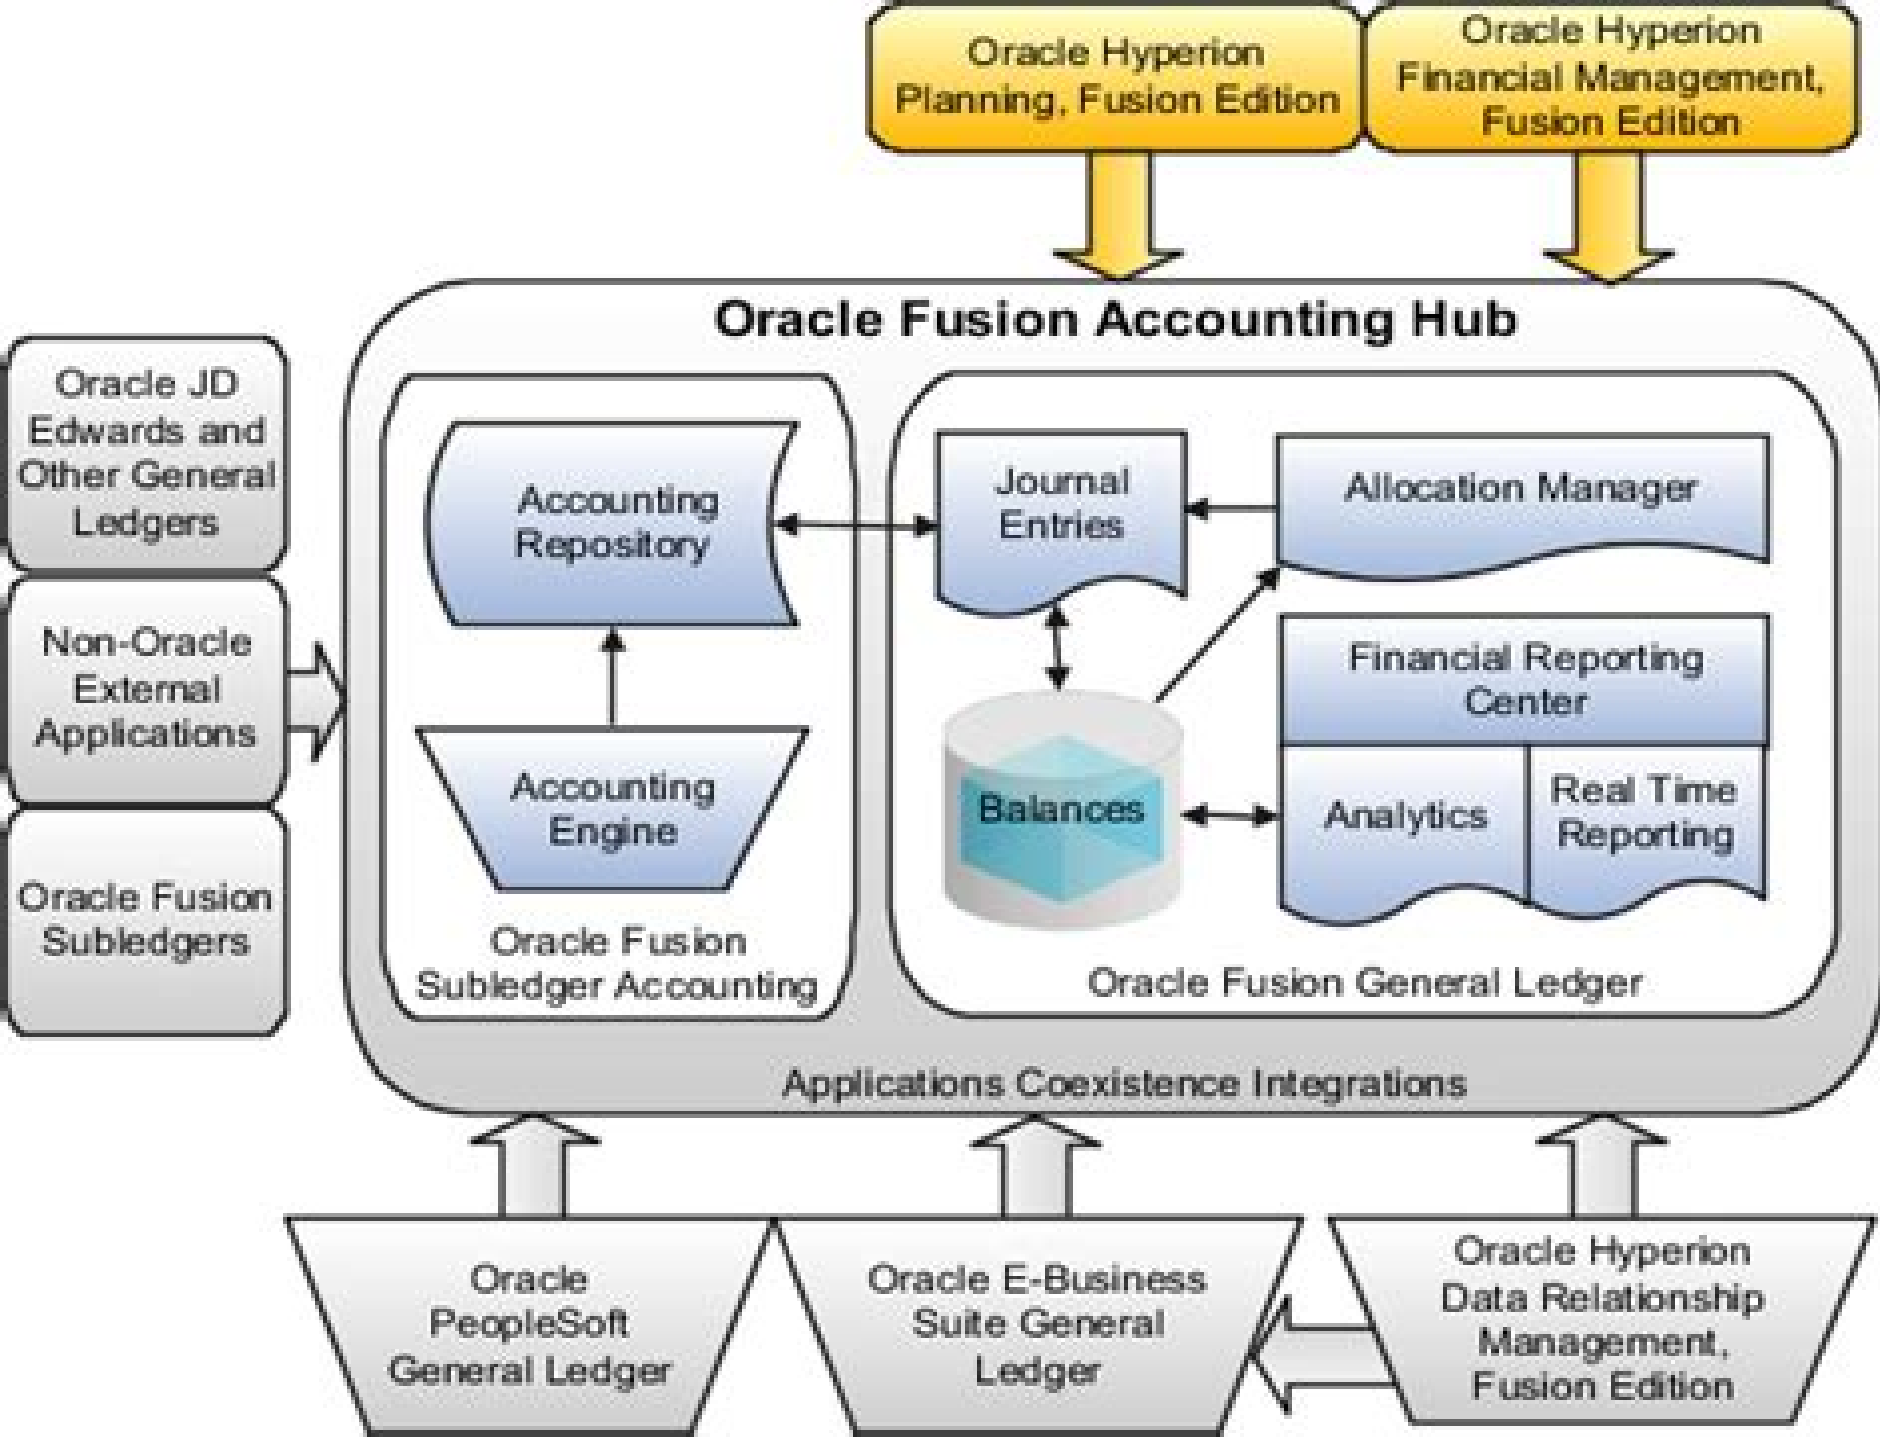 Oracle Hyperion
Planning, Fusion Edition
Oracle Hyperion
Financial Management,
Fusion Edition
Oracle Fusion Accounting Hub
Oracle JD
Edwards and
Other General
Ledgers
Non-Oracle
External
Applications
Oracle Fusion
Subledgers
Accounting
Repository
Accounting
Engine
Oracle Fusion
Subledger Accounting
Journal
Entries
Allocation Manager
Financial Reporting
Center
Balances
Analytics
Real Time
Reporting
Oracle Fusion General Ledger
Applications Coexistence Integrations
Oracle
PeopleSoft
General Ledger
Oracle E-Business
Suite General
Ledger
Oracle Hyperion
Data Relationship
Management,
Fusion Edition